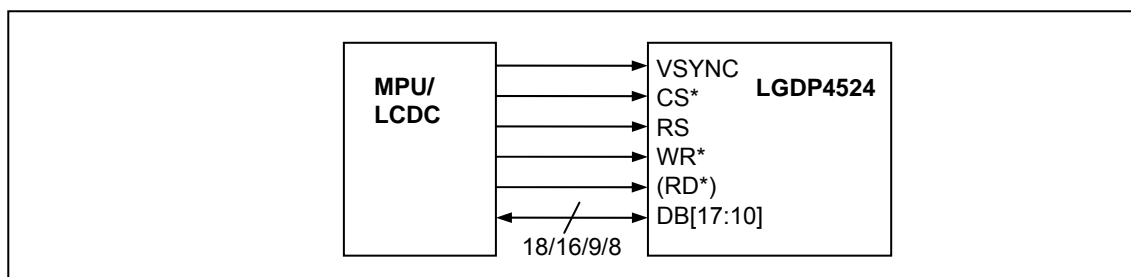 MPU/
LCDC
VSYNC
CS*
RS
WR*
(RD*)
DB[17:10]
LGDP4524
18/16/9/8